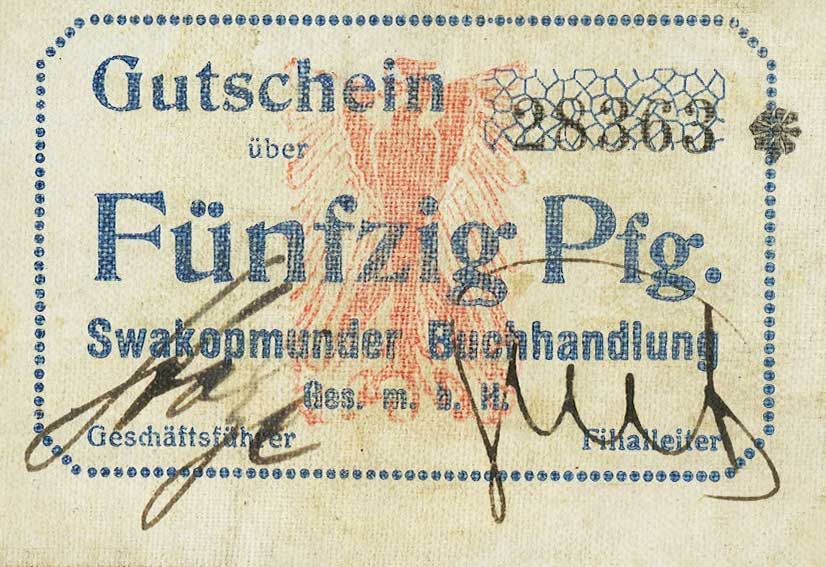 Gutschein
28363
über
Fünfzig Pfg.
Swakopmunder Buchhandlung
Ges. m. b. H.
Geschäftsführer Filialleiter